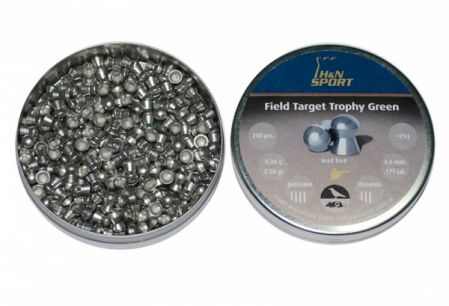 H&N
SPORT
Field Target Trophy Green
200 pcs.
<25 J
lead free
0,36 g
5.56 gr
4,5 mm
.177 cal.
precision
distance